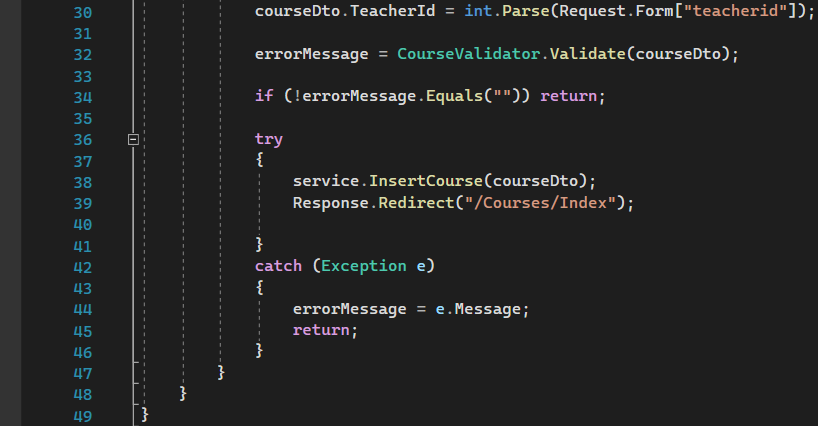 30 courseDto.TeacherId = int.Parse(Request.Form["teacherid"]);
31
32 errorMessage = CourseValidator.Validate(courseDto);
33
34 if (!errorMessage.Equals("")) return;
35
36 try
37 {
38 service.InsertCourse(courseDto);
39 Response.Redirect("/Courses/Index");
40
41 }
42 catch (Exception e)
43 {
44 errorMessage = e.Message;
45 return;
46 }
47 }
48 }
49 }